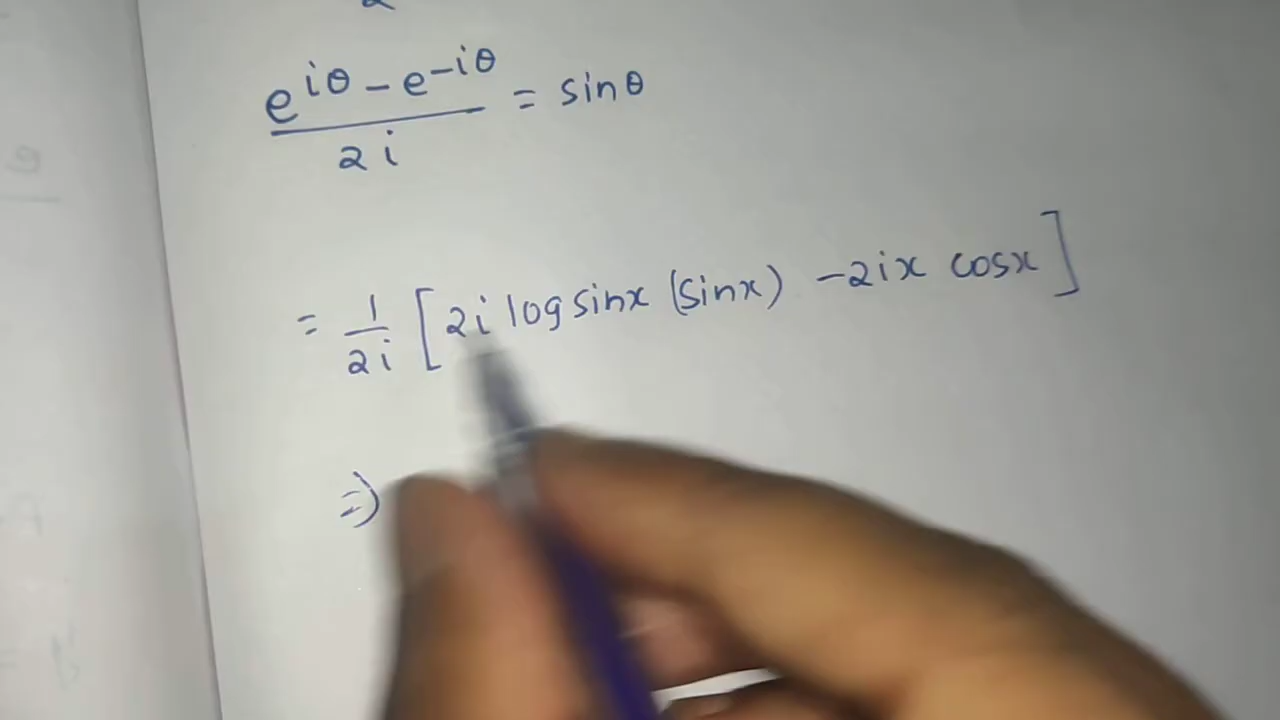 e^{iθ} - e^{-iθ} / 2i = sinθ
= 1/2i [2i log sinx (sinx) - 2ix cosx]
⇒